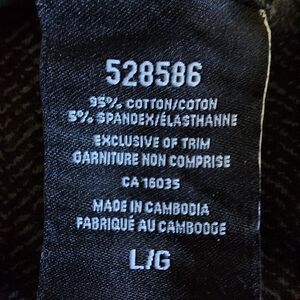 528586
95% COTTON/COTON
5% SPANDEX/ÉLASTHANNE
EXCLUSIVE OF TRIM
GARNITURE NON COMPRISE
CA 16035
MADE IN CAMBODIA
FABRIQUÉ AU CAMBODGE
L/G